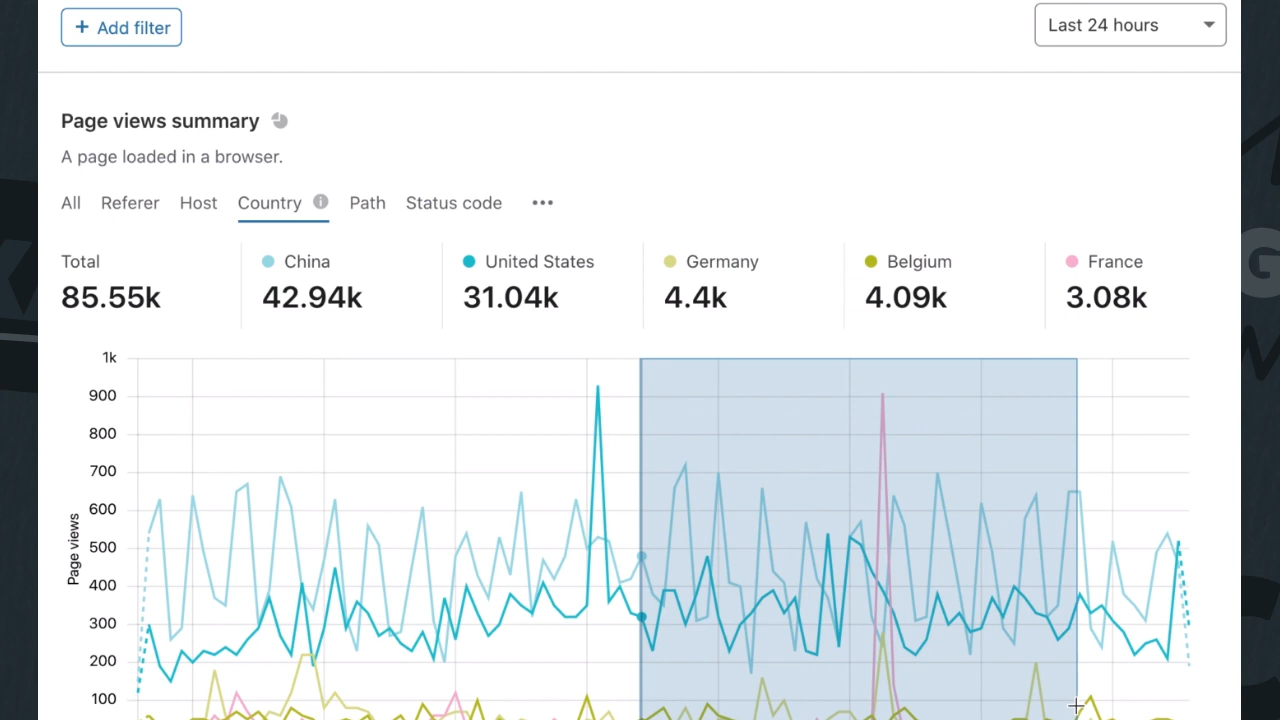 + Add filter
Last 24 hours
Page views summary
A page loaded in a browser.
All Referer Host Country i Path Status code •••
Total China United States Germany Belgium France
85.55k 42.94k 31.04k 4.4k 4.09k 3.08k
1k
900
800
700
600
500
400
300
200
100
Page views